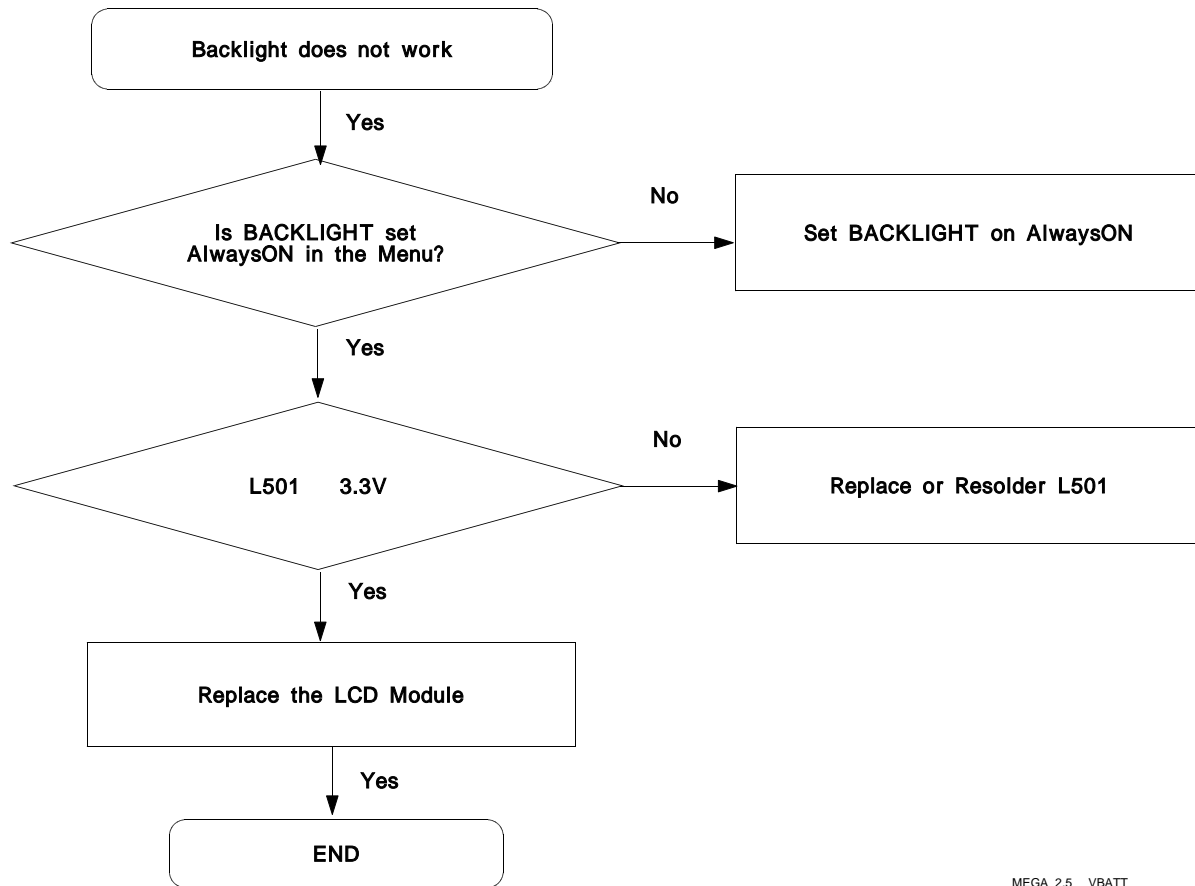 Backlight does not work
Yes
Is BACKLIGHT set
AlwaysON in the Menu?
No
Set BACKLIGHT on AlwaysON
Yes
L501 3.3V
No
Replace or Resolder L501
Yes
Replace the LCD Module
Yes
END
MEGA 2.5 VBATT